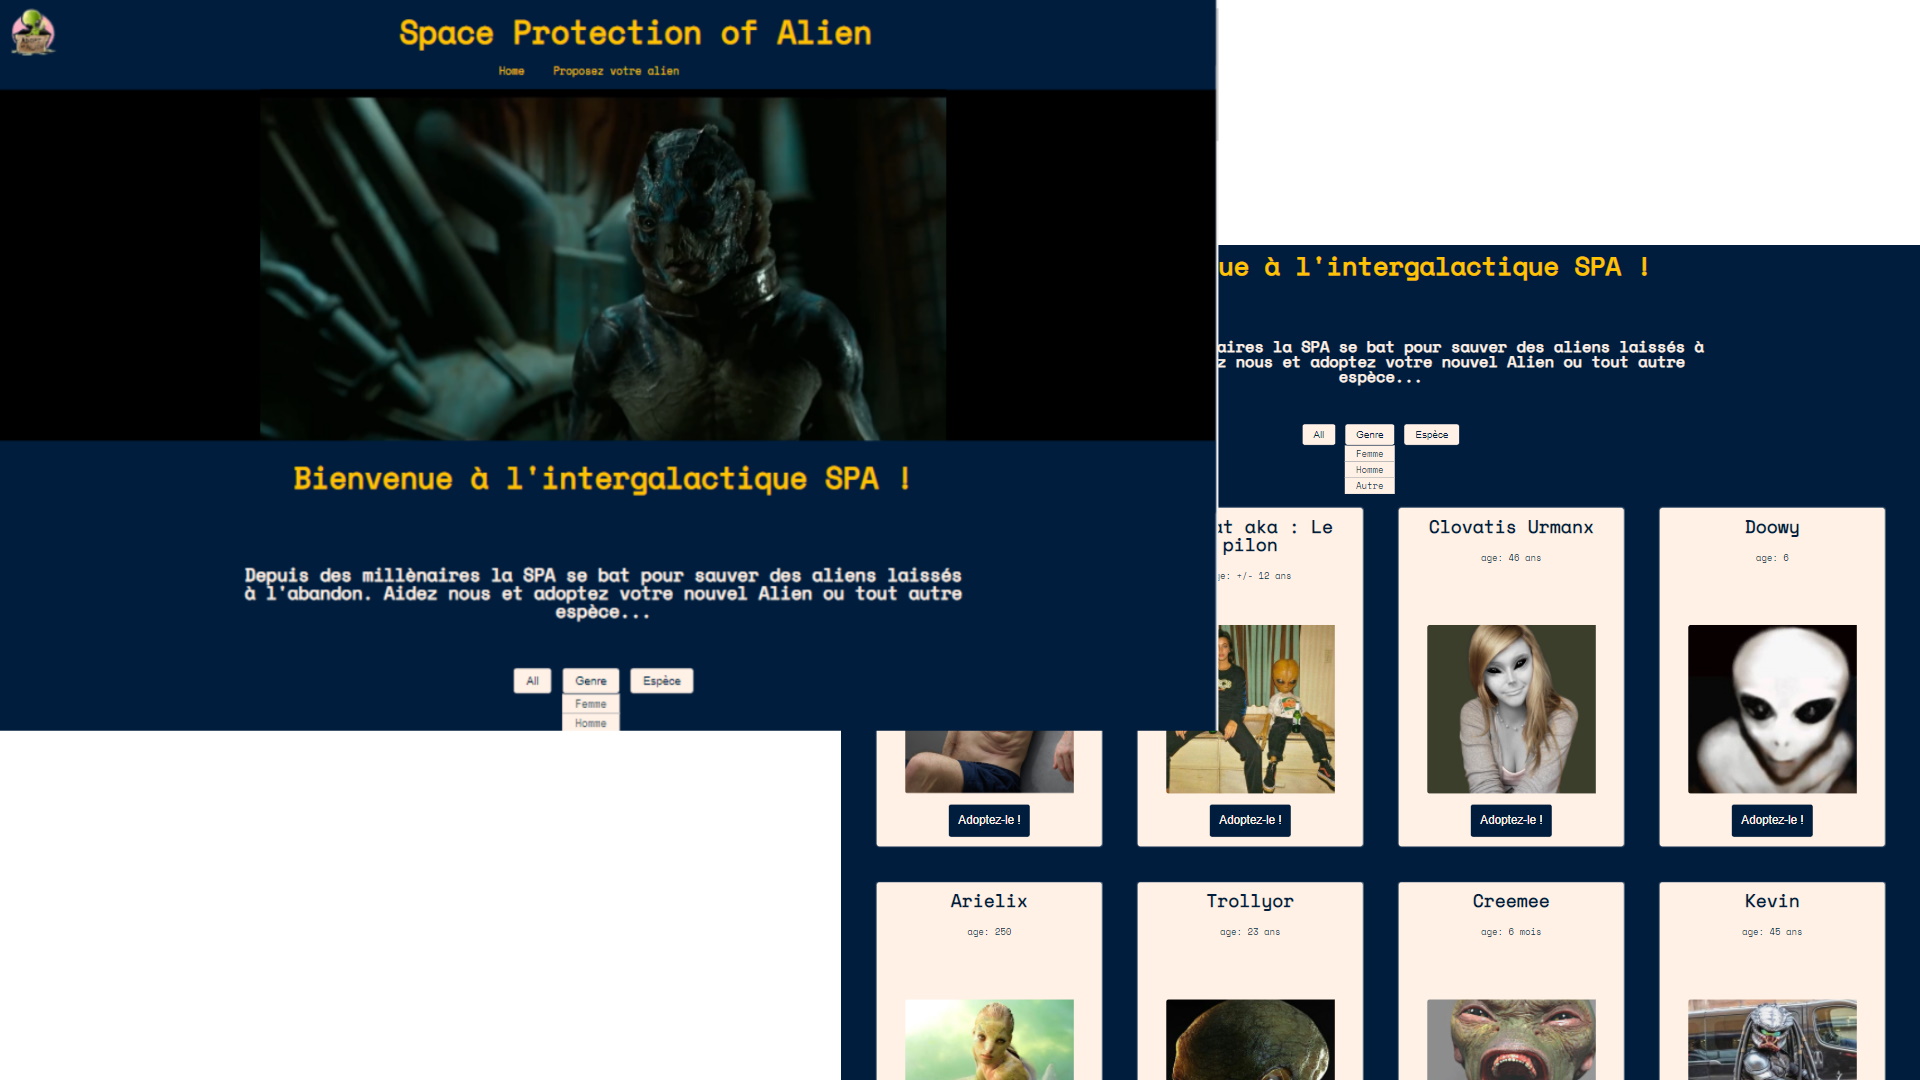 Space Protection of Alien
Home
Proposez votre alien
Bienvenue à l'intergalactique SPA !
Depuis des millènaires la SPA se bat pour sauver des aliens laissés
à l'abandon. Aidez nous et adoptez votre nouvel Alien ou tout autre
espèce...
All
Genre
Espèce
Femme
Homme
ue à l'intergalactique SPA !
aires la SPA se bat pour sauver des aliens laissés à
z nous et adoptez votre nouvel Alien ou tout autre
espèce...
All
Genre
Espèce
Femme
Homme
Autre
at aka : Le
pilon
ge: +/- 12 ans
Adoptez-le !
Clovatis Urmanx
age: 46 ans
Adoptez-le !
Doowy
age: 6
Adoptez-le !
Adoptez-le !
Arielix
age: 250
Trollyor
age: 23 ans
Creemee
age: 6 mois
Kevin
age: 45 ans